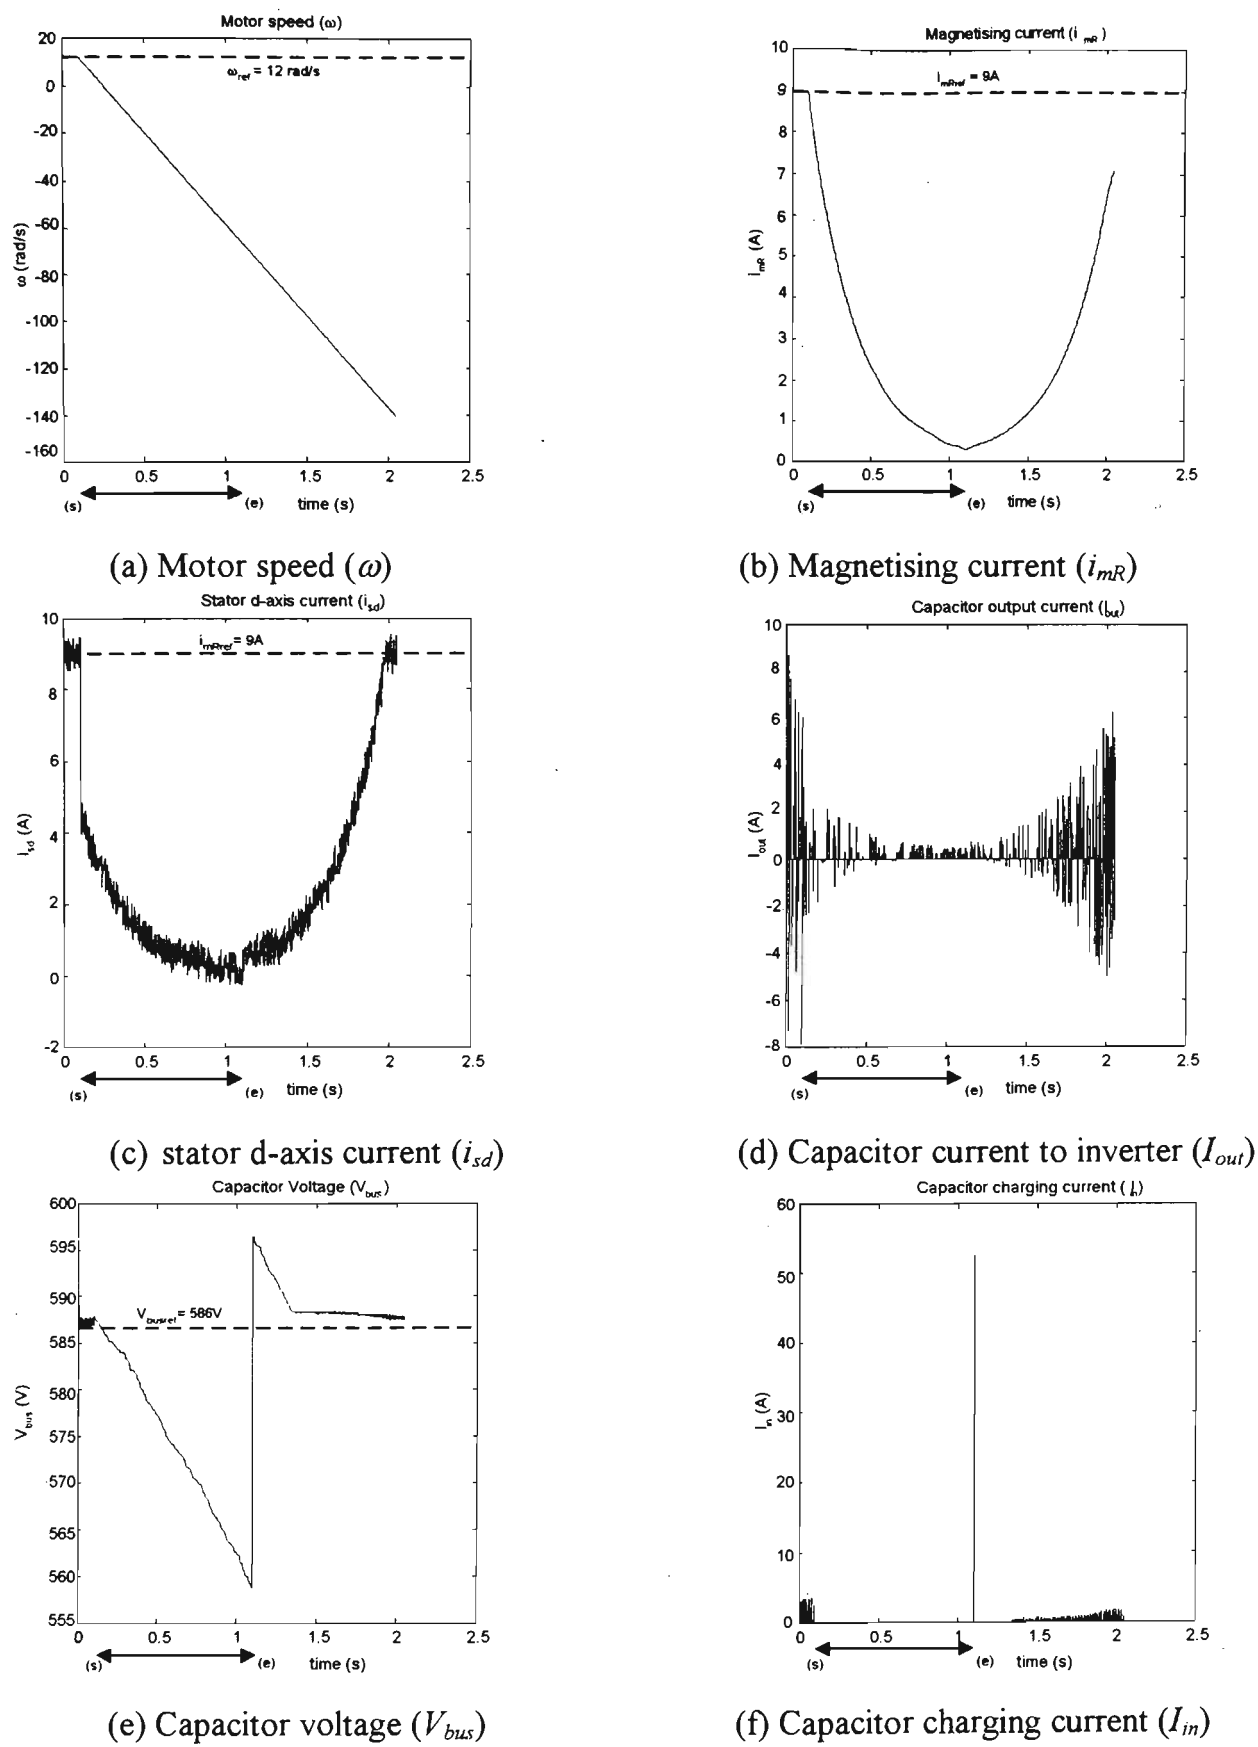 Motor speed (ω)
20
0
-20
-40
-60
-80
-100
-120
-140
-160
ω (rad/s)
ωref = 12 rad/s
0 0.5 1 1.5 2 2.5
(s) (e) time (s)
(a) Motor speed (ω)
Magnetising current (i mR)
10
9
8
7
6
5
4
3
2
1
0
imR (A)
imRref = 9A
0 0.5 1 1.5 2 2.5
(s) (e) time (s)
(b) Magnetising current (imR)
Stator d-axis current (isd)
10
8
6
4
2
0
-2
isd (A)
imRref = 9A
0 0.5 1 1.5 2 2.5
(s) (e) time (s)
(c) stator d-axis current (isd)
Capacitor output current (Iout)
10
8
6
4
2
0
-2
-4
-6
-8
Iout (A)
0 0.5 1 1.5 2 2.5
(s) (e) time (s)
(d) Capacitor current to inverter (Iout)
Capacitor Voltage (Vbus)
600
595
590
585
580
575
570
565
560
555
Vbus (V)
Vbusref = 586V
0 0.5 1 1.5 2 2.5
(s) (e) time (s)
(e) Capacitor voltage (Vbus)
Capacitor charging current (Iin)
60
50
40
30
20
10
0
Iin (A)
0 0.5 1 1.5 2 2.5
(s) (e) time (s)
(f) Capacitor charging current (Iin)